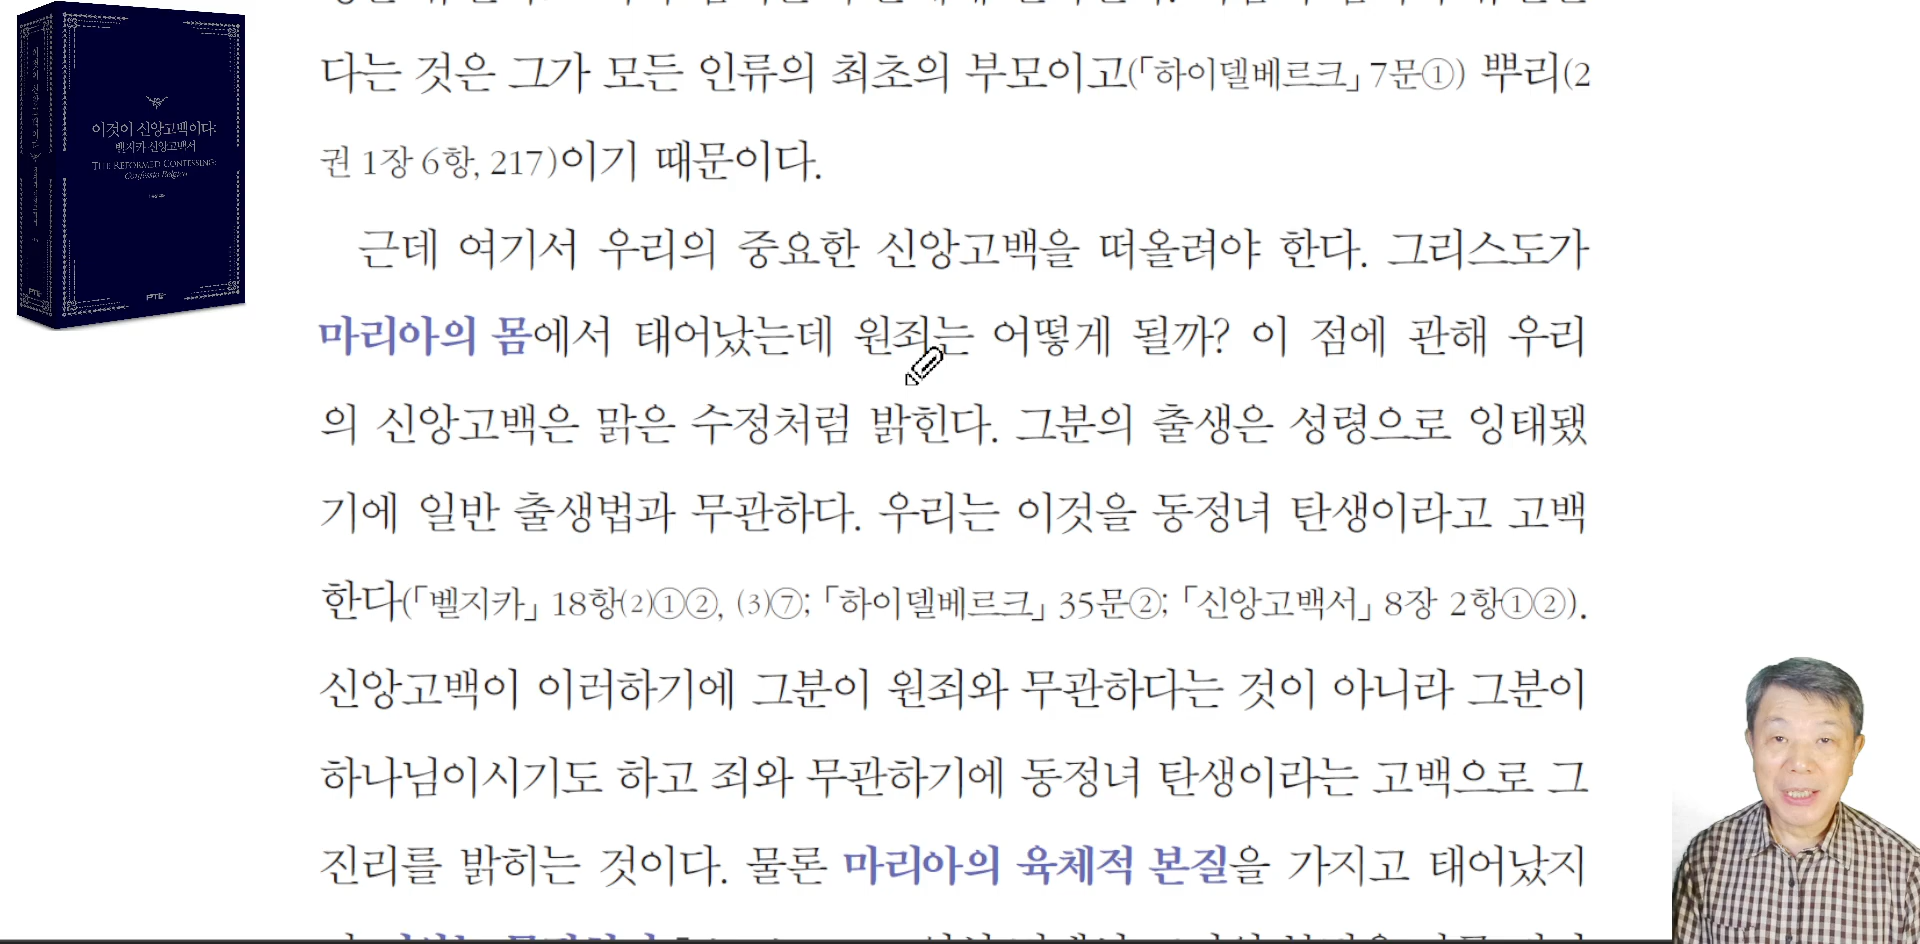 이것이 신앙고백이다:
벨지카 신앙고백서
THE REFORMED CONFESSING:
Confessio Belgica
다는 것은 그가 모든 인류의 최초의 부모이고(「하이델베르크」 7문①) 뿌리(2
권 1장 6항, 217)이기 때문이다.
근데 여기서 우리의 중요한 신앙고백을 떠올려야 한다. 그리스도가
마리아의 몸에서 태어났는데 원죄는 어떻게 될까? 이 점에 관해 우리
의 신앙고백은 맑은 수정처럼 밝힌다. 그분의 출생은 성령으로 잉태됐
기에 일반 출생법과 무관하다. 우리는 이것을 동정녀 탄생이라고 고백
한다(「벨지카」 18항(2)①②, (3)⑦; 「하이델베르크」 35문②; 「신앙고백서」 8장 2항①②).
신앙고백이 이러하기에 그분이 원죄와 무관하다는 것이 아니라 그분이
하나님이시기도 하고 죄와 무관하기에 동정녀 탄생이라는 고백으로 그
진리를 밝히는 것이다. 물론 마리아의 육체적 본질을 가지고 태어났지